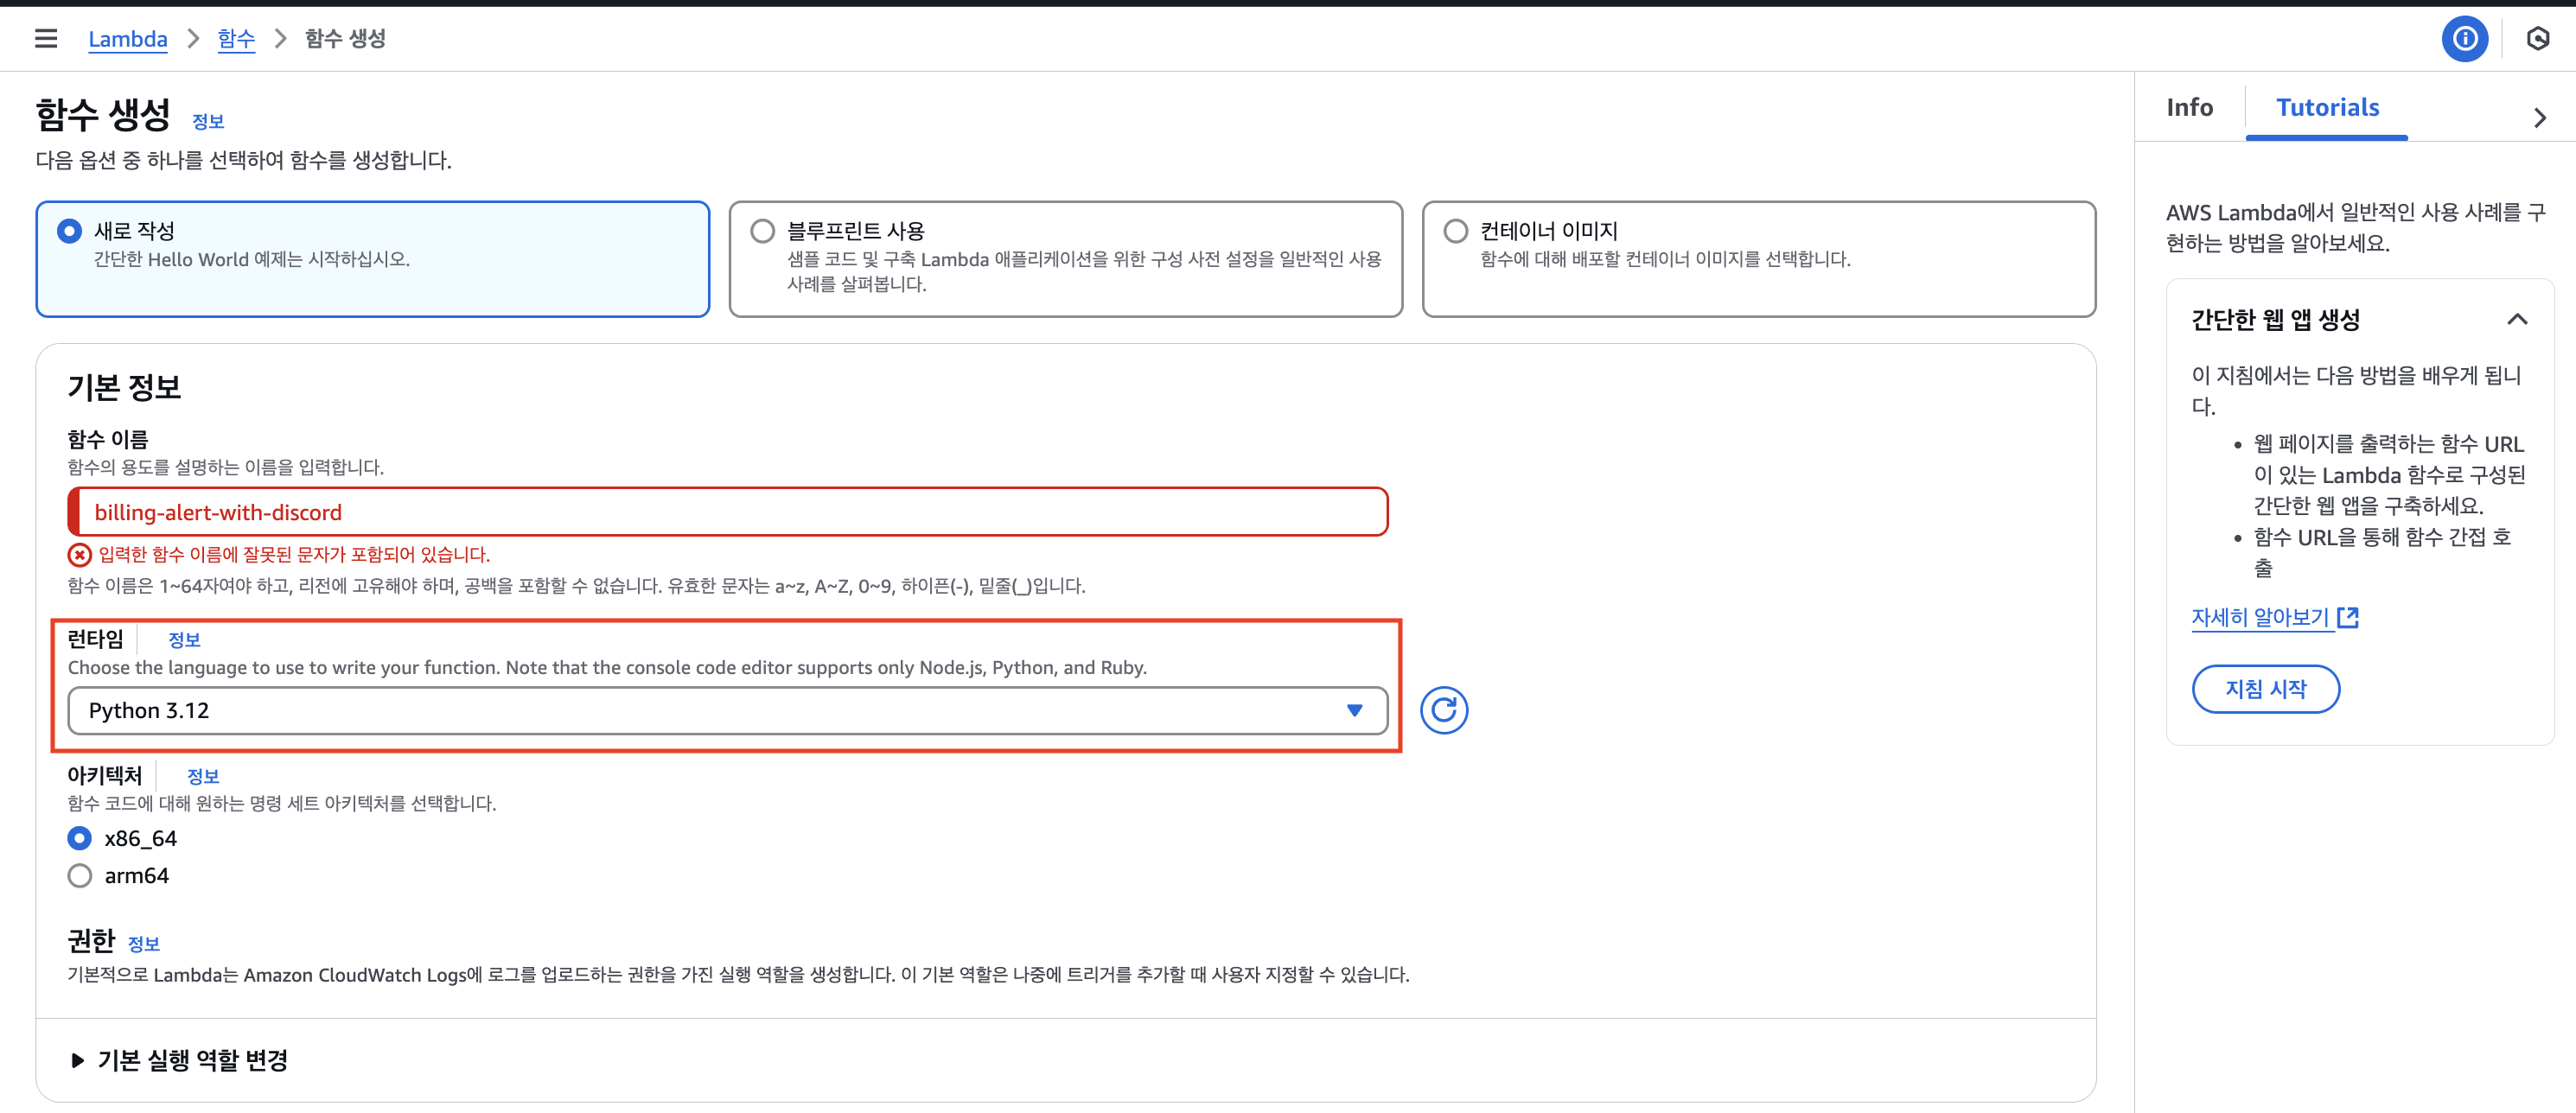 Lambda > 함수 > 함수 생성
함수 생성 정보
다음 옵션 중 하나를 선택하여 함수를 생성합니다.
새로 작성
간단한 Hello World 예제는 시작하십시오.
블루프린트 사용
샘플 코드 및 구축 Lambda 애플리케이션을 위한 구성 사전 설정을 일반적인 사용
사례를 살펴봅니다.
컨테이너 이미지
함수에 대해 배포할 컨테이너 이미지를 선택합니다.
기본 정보
함수 이름
함수의 용도를 설명하는 이름을 입력합니다.
billing-alert-with-discord
입력한 함수 이름에 잘못된 문자가 포함되어 있습니다.
함수 이름은 1~64자여야 하고, 리전에 고유해야 하며, 공백을 포함할 수 없습니다. 유효한 문자는 a~z, A~Z, 0~9, 하이픈(-), 밑줄(_)입니다.
런타임 정보
Choose the language to use to write your function. Note that the console code editor supports only Node.js, Python, and Ruby.
Python 3.12
아키텍처 정보
함수 코드에 대해 원하는 명령 세트 아키텍처를 선택합니다.
x86_64
arm64
권한 정보
기본적으로 Lambda는 Amazon CloudWatch Logs에 로그를 업로드하는 권한을 가진 실행 역할을 생성합니다. 이 기본 역할은 나중에 트리거를 추가할 때 사용자 지정할 수 있습니다.
기본 실행 역할 변경
Info
Tutorials
AWS Lambda에서 일반적인 사용 사례를 구
현하는 방법을 알아보세요.
간단한 웹 앱 생성
이 지침에서는 다음 방법을 배우게 됩니
다.
• 웹 페이지를 출력하는 함수 URL
이 있는 Lambda 함수로 구성된
간단한 웹 앱을 구축하세요.
• 함수 URL을 통해 함수 간접 호
출
자세히 알아보기
지침 시작